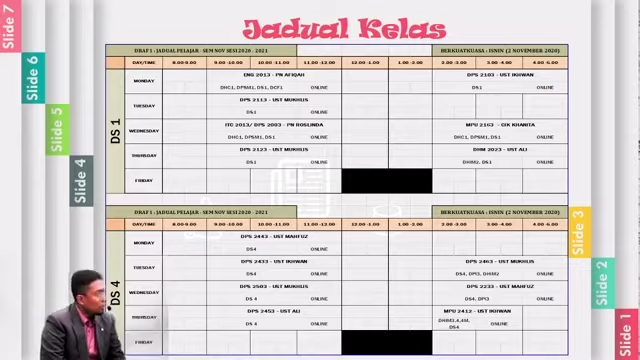 Jadual Kelas
Slide 7
Slide 6
Slide 5
Slide 4
Slide 3
Slide 2
Slide 1
DS 1
DRAF 1 : JADUAL PELAJAR - SEM NOV SESI 2020 - 2021
BERKUATKUASA : ISNIN (2 NOVEMBER 2020)
DAY/TIME 8.00-9.00 9.00 -10.00 10.00 -11.00 11.00 -12.00 12.00 -1.00 1.00 -2.00 2.00 -3.00 3.00 -4.00 4.00 -5.00
MONDAY
ENG 2013 - PN AFIQAH
DHC1, DPSM1, DS1, DCF1 ONLINE
DPS 2103 - UST IKHWAN
DS1 ONLINE
TUESDAY
DPS 2113 - UST MUKHLIS
DS1 ONLINE
WEDNESDAY
ITC 2013/ DPS 2003 - PN ROSLINDA
DHC1, DPSM1, DS1 ONLINE
MPU 2163 - CIK KHANITA
DHC1, DPSM1, DS1 ONLINE
THURSDAY
DPS 2123 - UST MUKHLIS
DS1 ONLINE
DHM 2023 - UST ALI
DHM2, DS1 ONLINE
FRIDAY
DS 4
DRAF 1 : JADUAL PELAJAR - SEM NOV SESI 2020 - 2021
BERKUATKUASA : ISNIN (2 NOVEMBER 2020)
DAY/TIME 8.00-9.00 9.00 -10.00 10.00 -11.00 11.00 -12.00 12.00 -1.00 1.00 -2.00 2.00 -3.00 3.00 -4.00 4.00 -5.00
MONDAY
DPS 2443 - UST MAHFUZ
DS4 ONLINE
TUESDAY
DPS 2433 - UST IKHWAN
DS4 ONLINE
DPS 2463 - UST MUKHLIS
DS4, DPI3, DHM2 ONLINE
WEDNESDAY
DPS 2503 - UST MUKHLIS
DS 4 ONLINE
DPS 2233 - UST MAHFUZ
DS4, DPI3 ONLINE
THURSDAY
DPS 2453 - UST ALI
DS 4 ONLINE
MPU 2412 - UST IKHWAN
DS4 ONLINE
FRIDAY